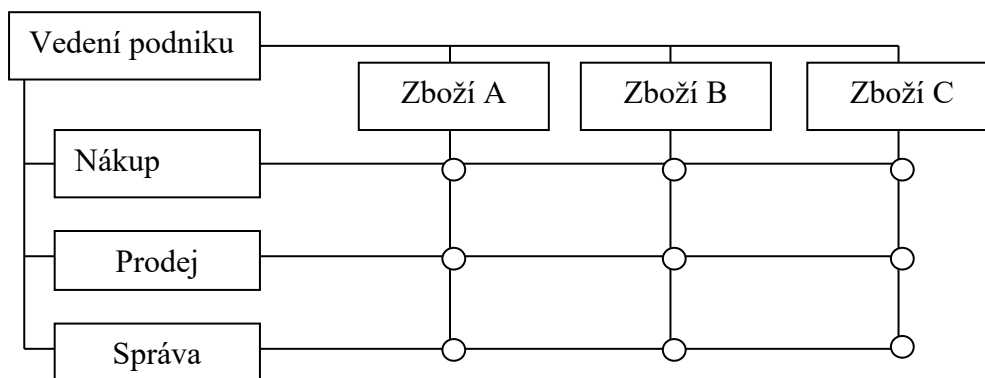 Vedení podniku
Zboží A
Zboží B
Zboží C
Nákup
Prodej
Správa